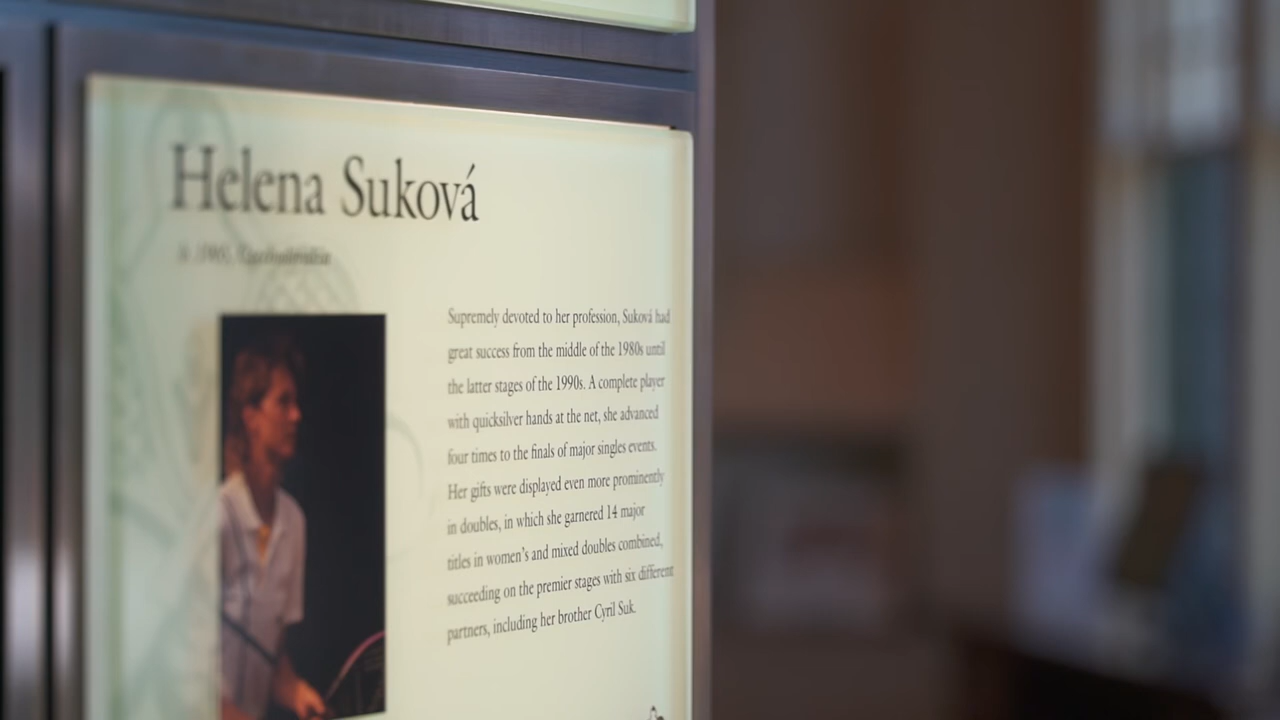 Helena Suková
Supremely devoted to her profession, Suková had
great success from the middle of the 1980s until
the latter stages of the 1990s. A complete player
with quicksilver hands at the net, she advanced
four times to the finals of major singles events.
Her gifts were displayed even more prominently
in doubles, in which she garnered 14 major
titles in women's and mixed doubles combined,
succeeding on the premier stages with six different
partners, including her brother Cyril Suk.